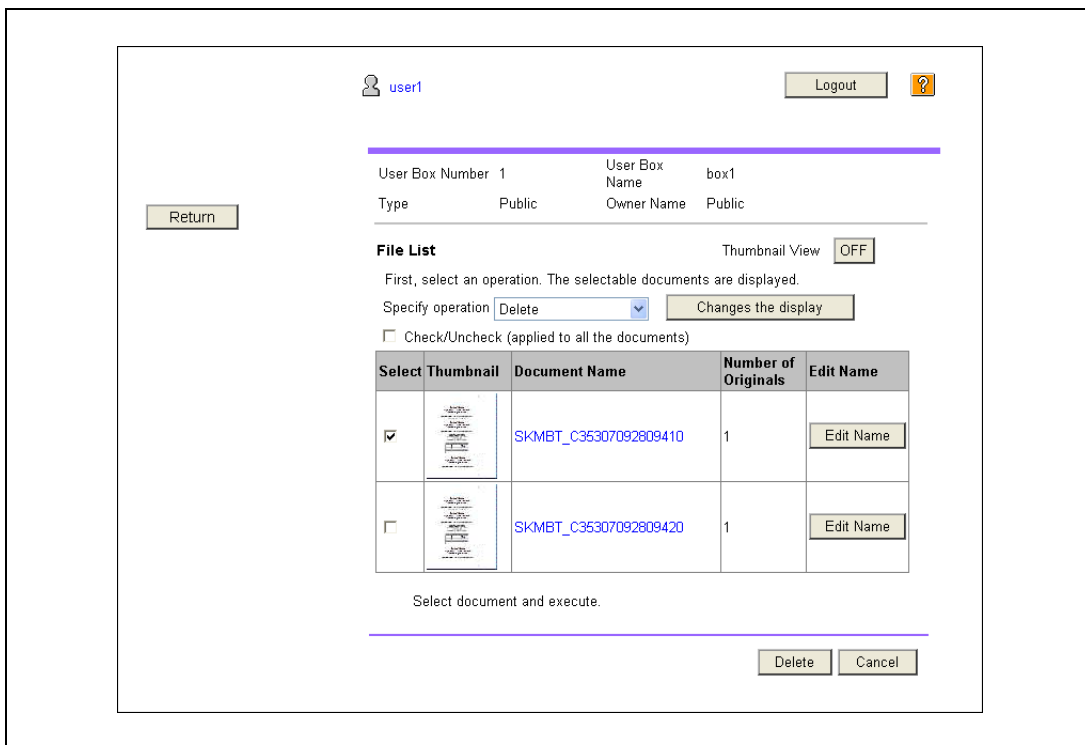 user1
Logout
?
User Box Number 1 User Box Name box1
Type Public Owner Name Public
Return
File List Thumbnail View OFF
First, select an operation. The selectable documents are displayed.
Specify operation Delete Changes the display
Check/Uncheck (applied to all the documents)
Select Thumbnail Document Name Number of Originals Edit Name
SKMBT_C35307092809410 1 Edit Name
SKMBT_C35307092809420 1 Edit Name
Select document and execute.
Delete Cancel